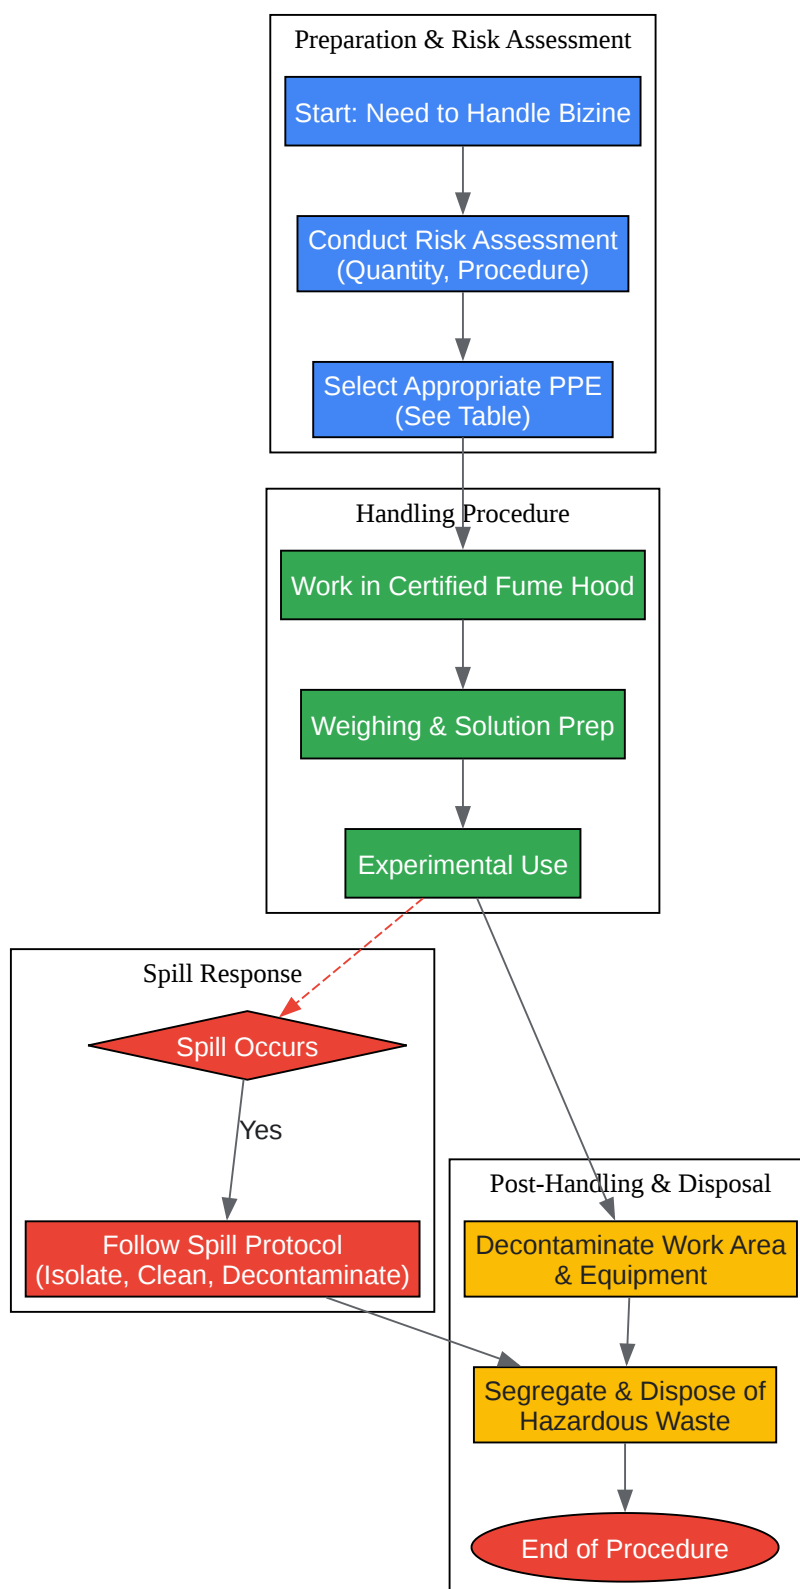 Preparation & Risk Assessment
Start: Need to Handle Bizine
Conduct Risk Assessment
(Quantity, Procedure)
Select Appropriate PPE
(See Table)
Handling Procedure
Work in Certified Fume Hood
Weighing & Solution Prep
Experimental Use
Spill Response
Spill Occurs
Yes
Follow Spill Protocol
(Isolate, Clean, Decontaminate)
Post-Handling & Disposal
Decontaminate Work Area
& Equipment
Segregate & Dispose of
Hazardous Waste
End of Procedure